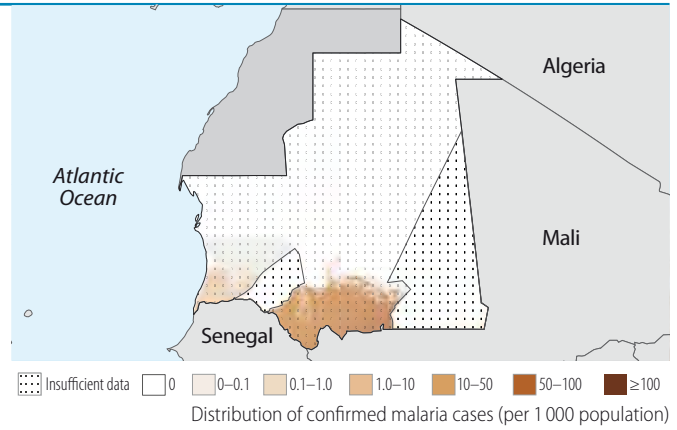 Algeria
Atlantic
Ocean
Mali
Senegal
Insufficient data 0 0–0.1 0.1–1.0 1.0–10 10–50 50–100 ≥100
Distribution of confirmed malaria cases (per 1 000 population)